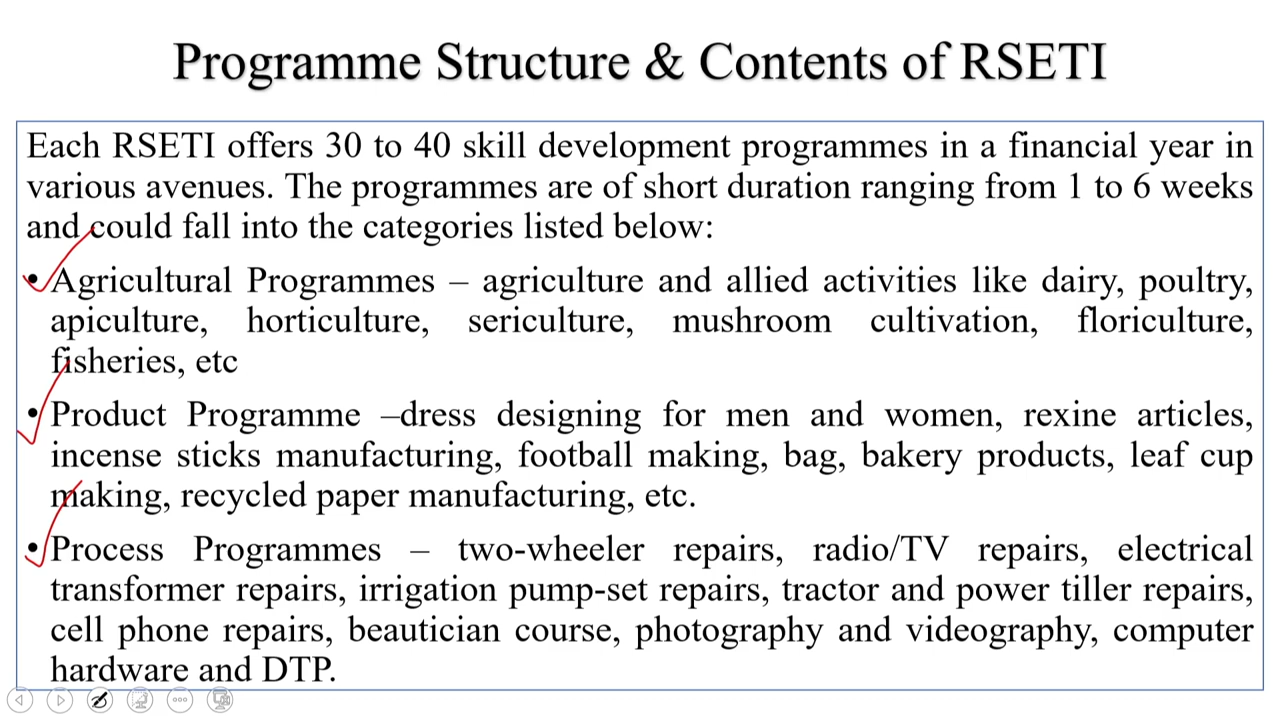 Programme Structure & Contents of RSETI
Each RSETI offers 30 to 40 skill development programmes in a financial year in
various avenues. The programmes are of short duration ranging from 1 to 6 weeks
and could fall into the categories listed below:
• Agricultural Programmes – agriculture and allied activities like dairy, poultry,
apiculture, horticulture, sericulture, mushroom cultivation, floriculture,
fisheries, etc
• Product Programme –dress designing for men and women, rexine articles,
incense sticks manufacturing, football making, bag, bakery products, leaf cup
making, recycled paper manufacturing, etc.
• Process Programmes – two-wheeler repairs, radio/TV repairs, electrical
transformer repairs, irrigation pump-set repairs, tractor and power tiller repairs,
cell phone repairs, beautician course, photography and videography, computer
hardware and DTP.